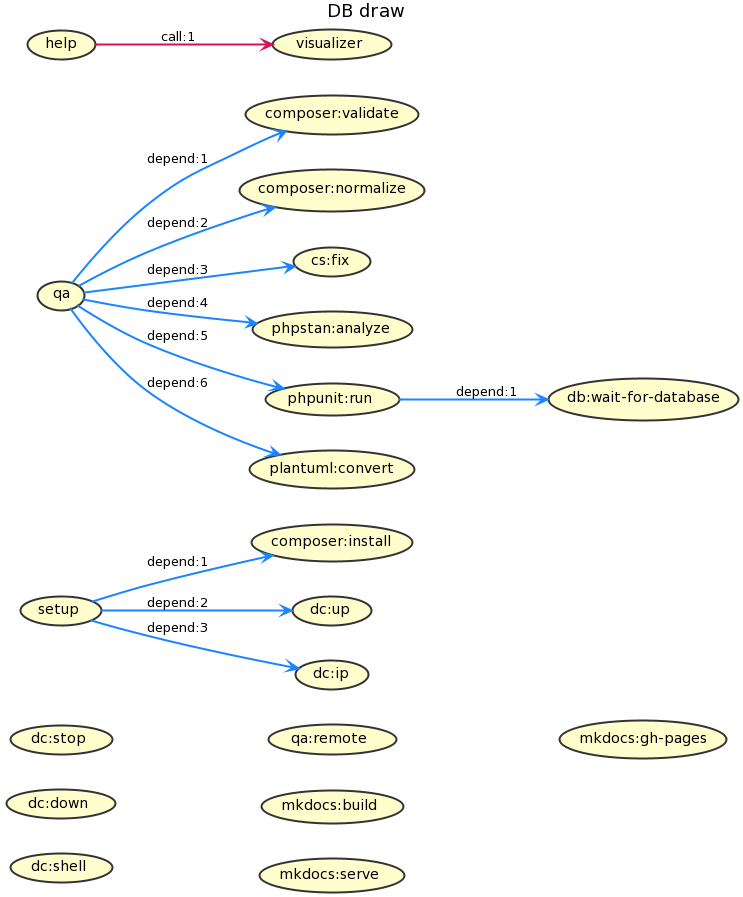 DB draw
help
call:1
visualizer
composer:validate
depend:1
composer:normalize
depend:2
cs:fix
depend:3
qa
depend:4
phpstan:analyze
depend:5
depend:6
phpunit:run
depend:1
db:wait-for-database
plantuml:convert
composer:install
depend:1
setup
depend:2
dc:up
depend:3
dc:ip
dc:stop
qa:remote
mkdocs:gh-pages
dc:down
mkdocs:build
dc:shell
mkdocs:serve